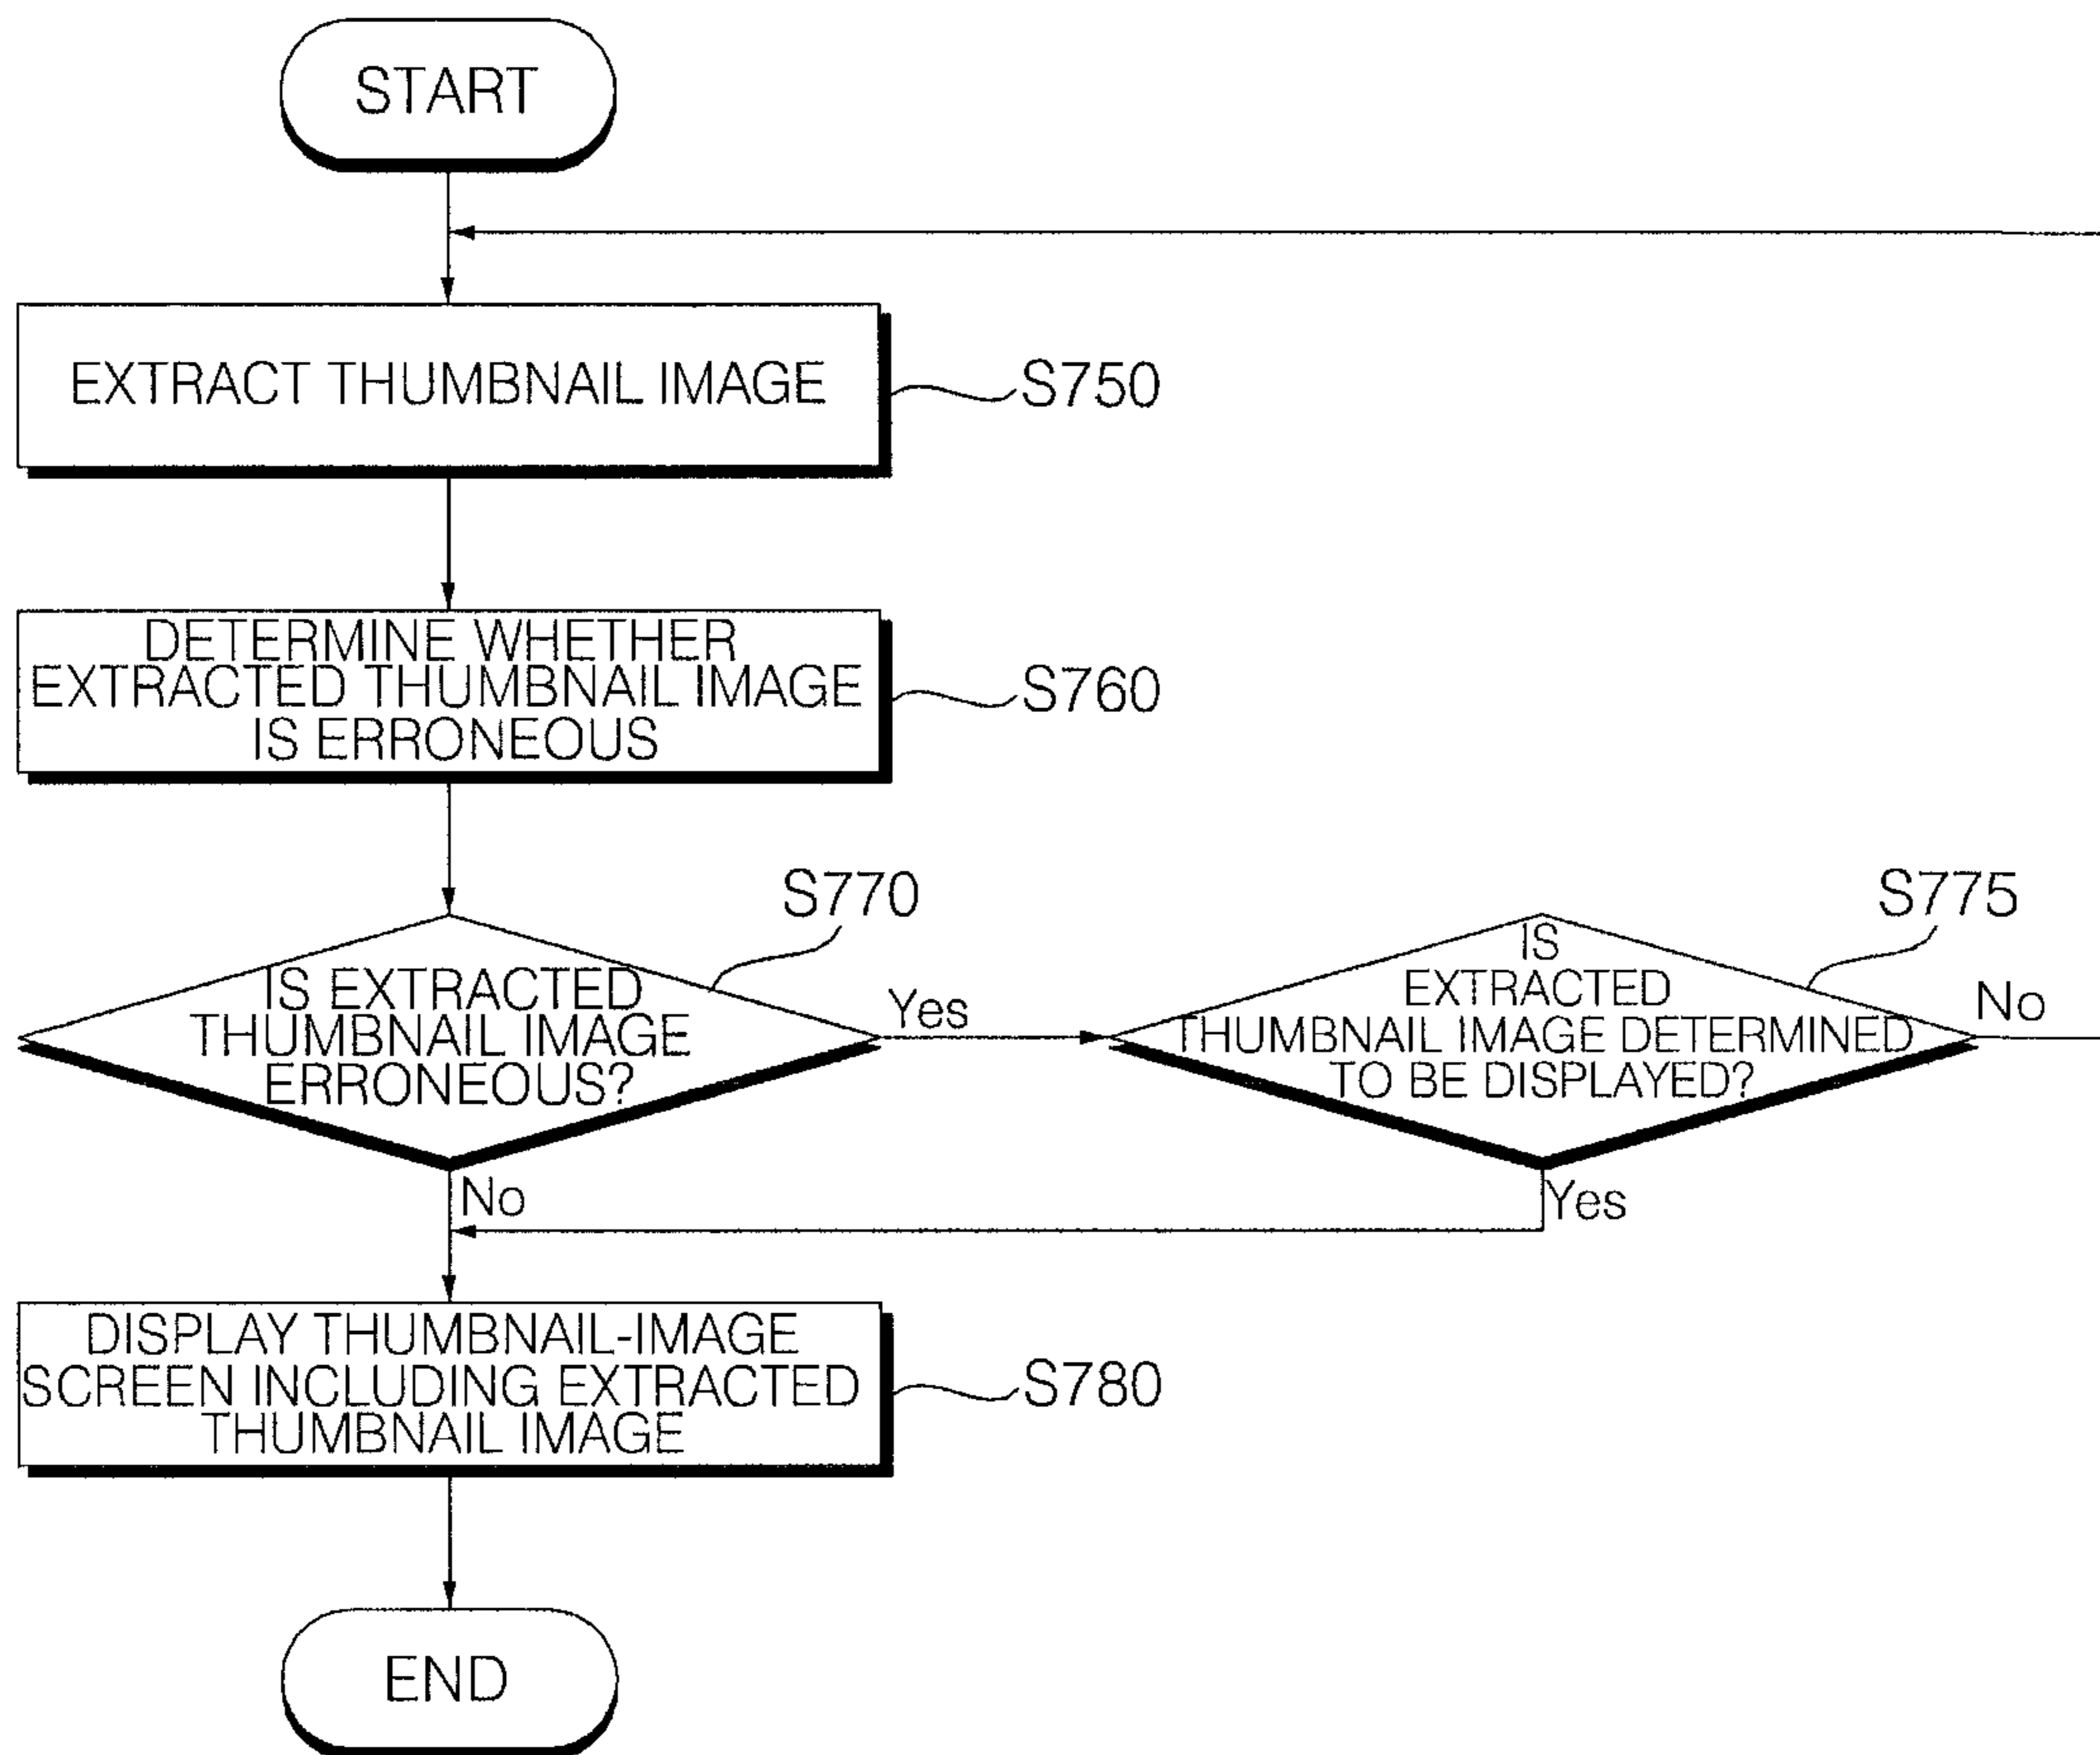 START
EXTRACT THUMBNAIL IMAGE
S750
DETERMINE WHETHER
EXTRACTED THUMBNAIL IMAGE
IS ERRONEOUS
S760
S770
IS EXTRACTED
THUMBNAIL IMAGE
ERRONEOUS?
Yes
No
S775
IS
EXTRACTED
THUMBNAIL IMAGE DETERMINED
TO BE DISPLAYED?
No
Yes
DISPLAY THUMBNAIL-IMAGE
SCREEN INCLUDING EXTRACTED
THUMBNAIL IMAGE
S780
END